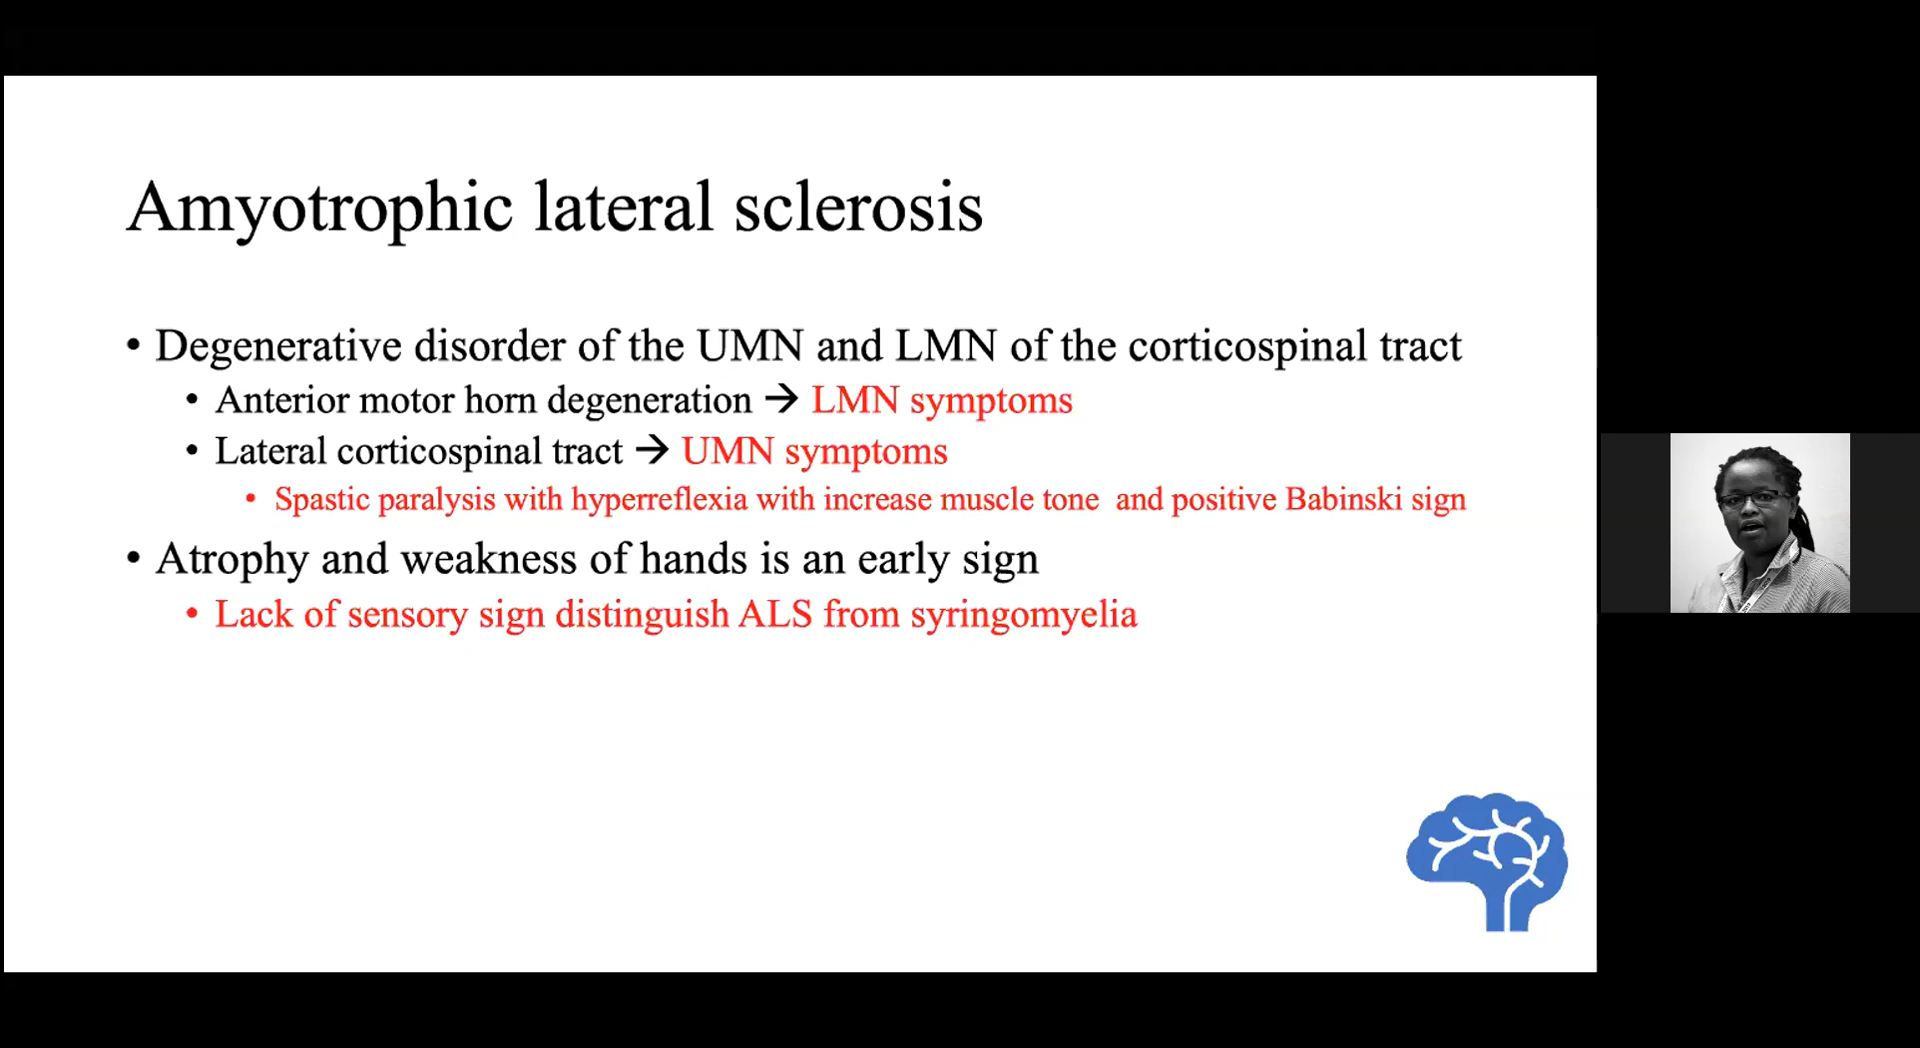 Amyotrophic lateral sclerosis
• Degenerative disorder of the UMN and LMN of the corticospinal tract
• Anterior motor horn degeneration → LMN symptoms
• Lateral corticospinal tract → UMN symptoms
• Spastic paralysis with hyperreflexia with increase muscle tone  and positive Babinski sign
• Atrophy and weakness of hands is an early sign
• Lack of sensory sign distinguish ALS from syringomyelia